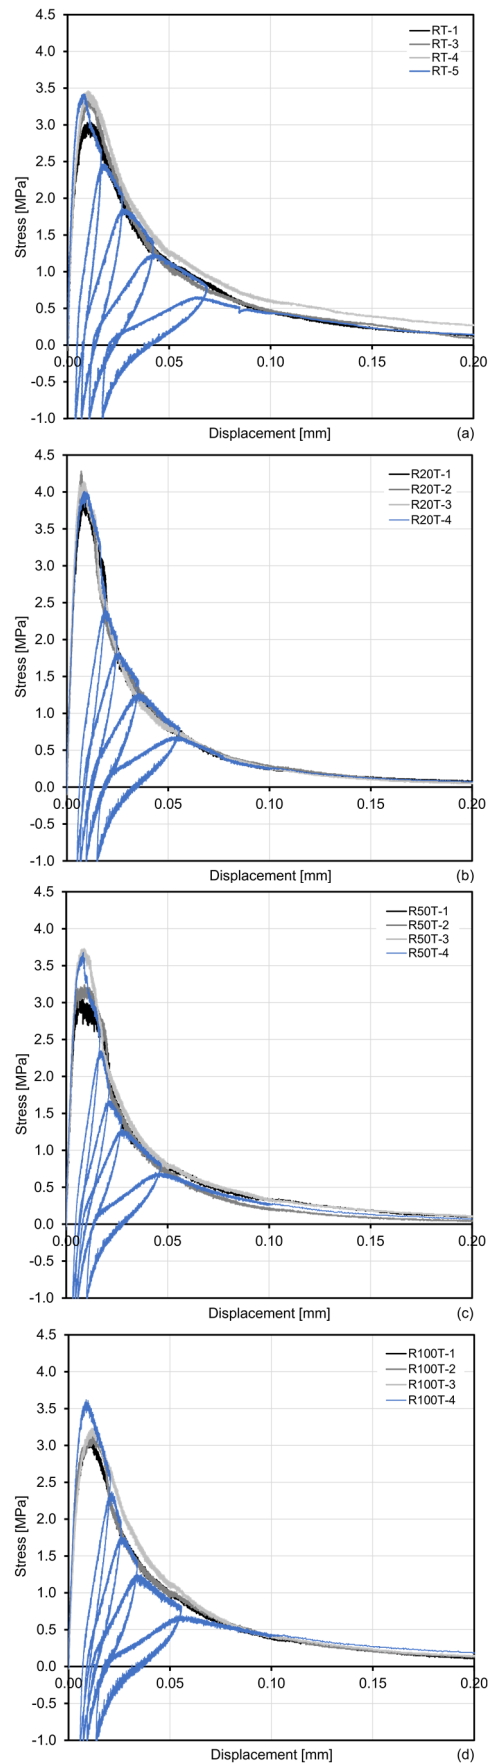 4.5
4.0
3.5
3.0
2.5
2.0
1.5
1.0
0.5
0.0
-0.5
-1.0
Stress [MPa]
RT-1
RT-3
RT-4
RT-5
0.00 0.05 0.10 0.15 0.20
Displacement [mm] (a)
4.5
4.0
3.5
3.0
2.5
2.0
1.5
1.0
0.5
0.0
-0.5
-1.0
Stress [MPa]
R20T-1
R20T-2
R20T-3
R20T-4
0.00 0.05 0.10 0.15 0.20
Displacement [mm] (b)
4.5
4.0
3.5
3.0
2.5
2.0
1.5
1.0
0.5
0.0
-0.5
-1.0
Stress [MPa]
R50T-1
R50T-2
R50T-3
R50T-4
0.00 0.05 0.10 0.15 0.20
Displacement [mm] (c)
4.5
4.0
3.5
3.0
2.5
2.0
1.5
1.0
0.5
0.0
-0.5
-1.0
Stress [MPa]
R100T-1
R100T-2
R100T-3
R100T-4
0.00 0.05 0.10 0.15 0.20
Displacement [mm] (d)